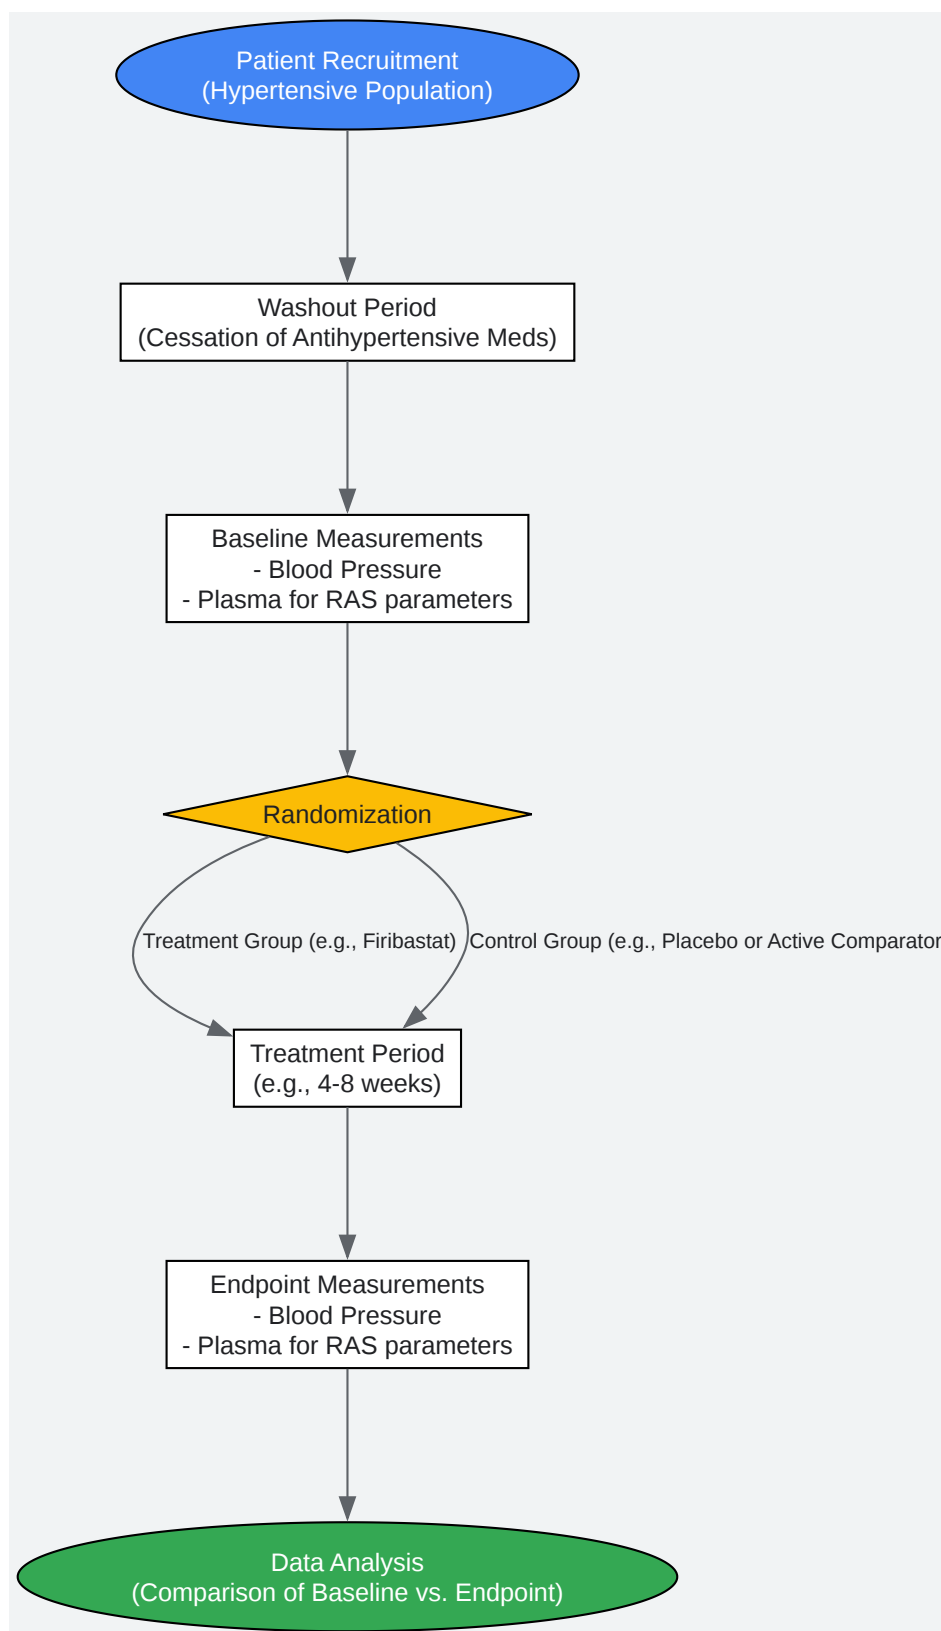 Patient Recruitment
(Hypertensive Population)
Washout Period
(Cessation of Antihypertensive Meds)
Baseline Measurements
- Blood Pressure
- Plasma for RAS parameters
Randomization
Treatment Group (e.g., Firibastat)
Control Group (e.g., Placebo or Active Comparator
Treatment Period
(e.g., 4-8 weeks)
Endpoint Measurements
- Blood Pressure
- Plasma for RAS parameters
Data Analysis
(Comparison of Baseline vs. Endpoint)